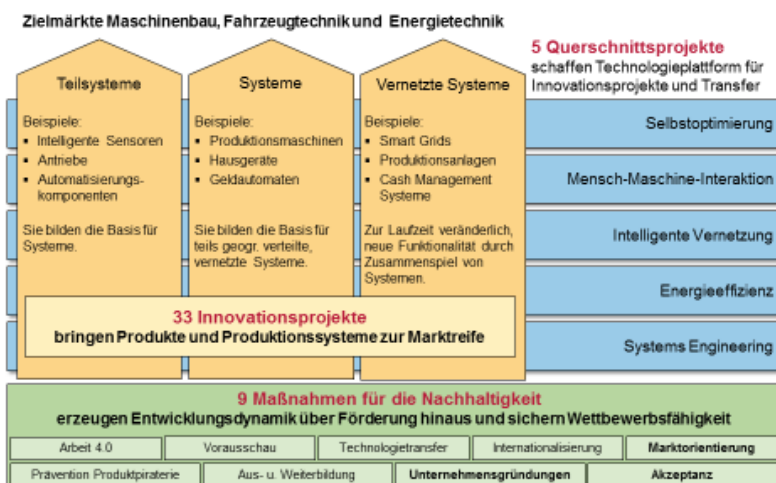 Zielmärkte Maschinenbau, Fahrzeugtechnik und Energietechnik
5 Querschnittsprojekte
schaffen Technologieplattform für
Innovationsprojekte und Transfer
Teilsysteme
Beispiele:
▪ Intelligente Sensoren
▪ Antriebe
▪ Automatisierungs-
komponenten
Sie bilden die Basis für
Systeme.
Systeme
Beispiele:
▪ Produktionsmaschinen
▪ Hausgeräte
▪ Geldautomaten
Sie bilden die Basis für
teils geogr. verteilte,
vernetzte Systeme.
Vernetzte Systeme
Beispiele:
▪ Smart Grids
▪ Produktionsanlagen
▪ Cash Management
Systeme
Zur Laufzeit veränderlich,
neue Funktionalität durch
Zusammenspiel von
Systemen.
Selbstoptimierung
Mensch-Maschine-Interaktion
Intelligente Vernetzung
Energieeffizienz
Systems Engineering
33 Innovationsprojekte
bringen Produkte und Produktionssysteme zur Marktreife
9 Maßnahmen für die Nachhaltigkeit
erzeugen Entwicklungsdynamik über Förderung hinaus und sichern Wettbewerbsfähigkeit
Arbeit 4.0 Vorausschau Technologietransfer Internationalisierung Marktorientierung
Prävention Produktpiraterie Aus- u. Weiterbildung Unternehmensgründungen Akzeptanz